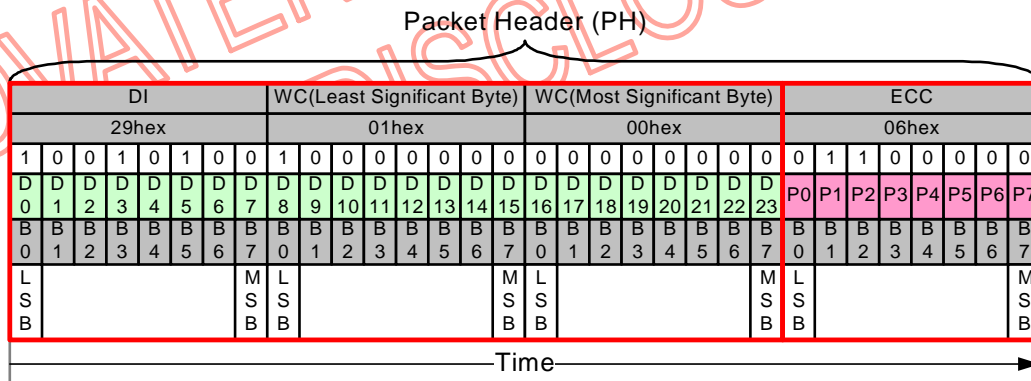 Packet Header (PH)
DI WC(Least Significant Byte) WC(Most Significant Byte) ECC
29hex 01hex 00hex 06hex
1 0 0 1 0 1 0 0 1 0 0 0 0 0 0 0 0 0 0 0 0 0 0 0 0 1 1 0 0 0 0 0
D0 D1 D2 D3 D4 D5 D6 D7 D8 D9 D10 D11 D12 D13 D14 D15 D16 D17 D18 D19 D20 D21 D22 D23 P0 P1 P2 P3 P4 P5 P6 P7
B0 B1 B2 B3 B4 B5 B6 B7 B0 B1 B2 B3 B4 B5 B6 B7 B0 B1 B2 B3 B4 B5 B6 B7 B0 B1 B2 B3 B4 B5 B6 B7
LSB MSB LSB MSB LSB MSB LSB MSB
Time